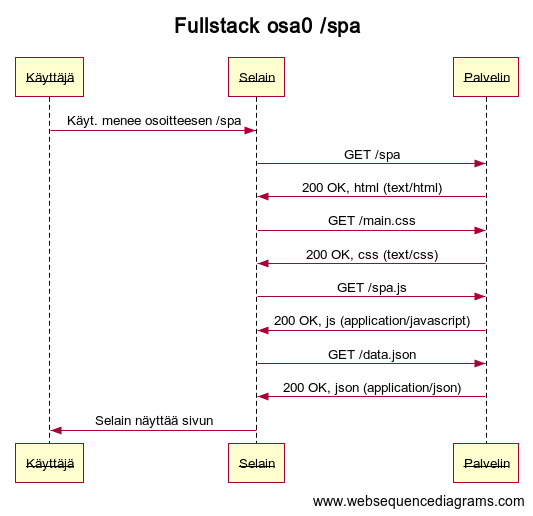 Fullstack osa0 /spa
Käyttäjä Selain Palvelin
Käyt. menee osoitteesen /spa
GET /spa
200 OK, html (text/html)
GET /main.css
200 OK, css (text/css)
GET /spa.js
200 OK, js (application/javascript)
GET /data.json
200 OK, json (application/json)
Selain näyttää sivun
Käyttäjä Selain Palvelin
www.websequencediagrams.com